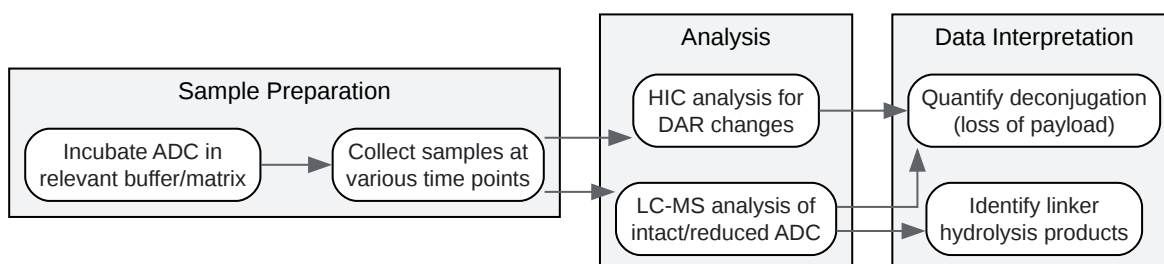 Sample Preparation
Incubate ADC in
relevant buffer/matrix
Collect samples at
various time points
Analysis
HIC analysis for
DAR changes
LC-MS analysis of
intact/reduced ADC
Data Interpretation
Quantify deconjugation
(loss of payload)
Identify linker
hydrolysis products